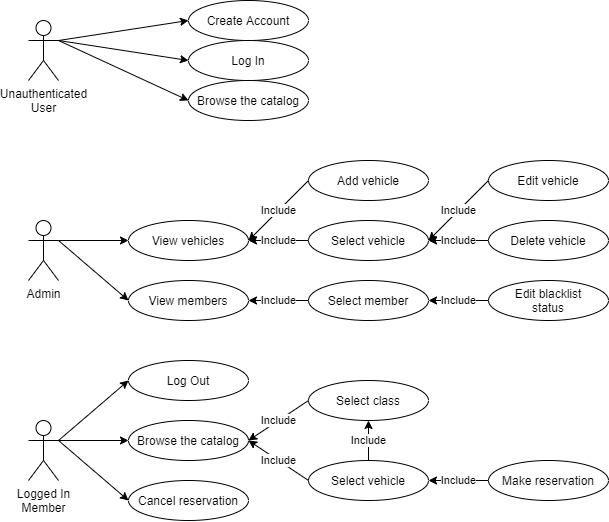 Create Account
Log In
Browse the catalog
Unauthenticated
User
Add vehicle
Edit vehicle
Include
Include
View vehicles
Include
Select vehicle
Include
Delete vehicle
Admin
View members
Include
Select member
Include
Edit blacklist
status
Log Out
Select class
Include
Browse the catalog
Include
Include
Logged In
Member
Cancel reservation
Select vehicle
Include
Make reservation